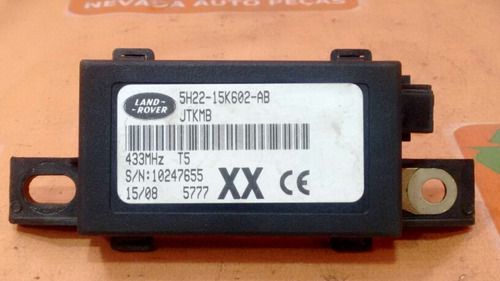 NEVADA AUTO PEÇAS
LAND-
ROVER
5H22-15K602-AB
JTKMB
433MHz T5
S/N:10247655
15/08 5777
XX CE